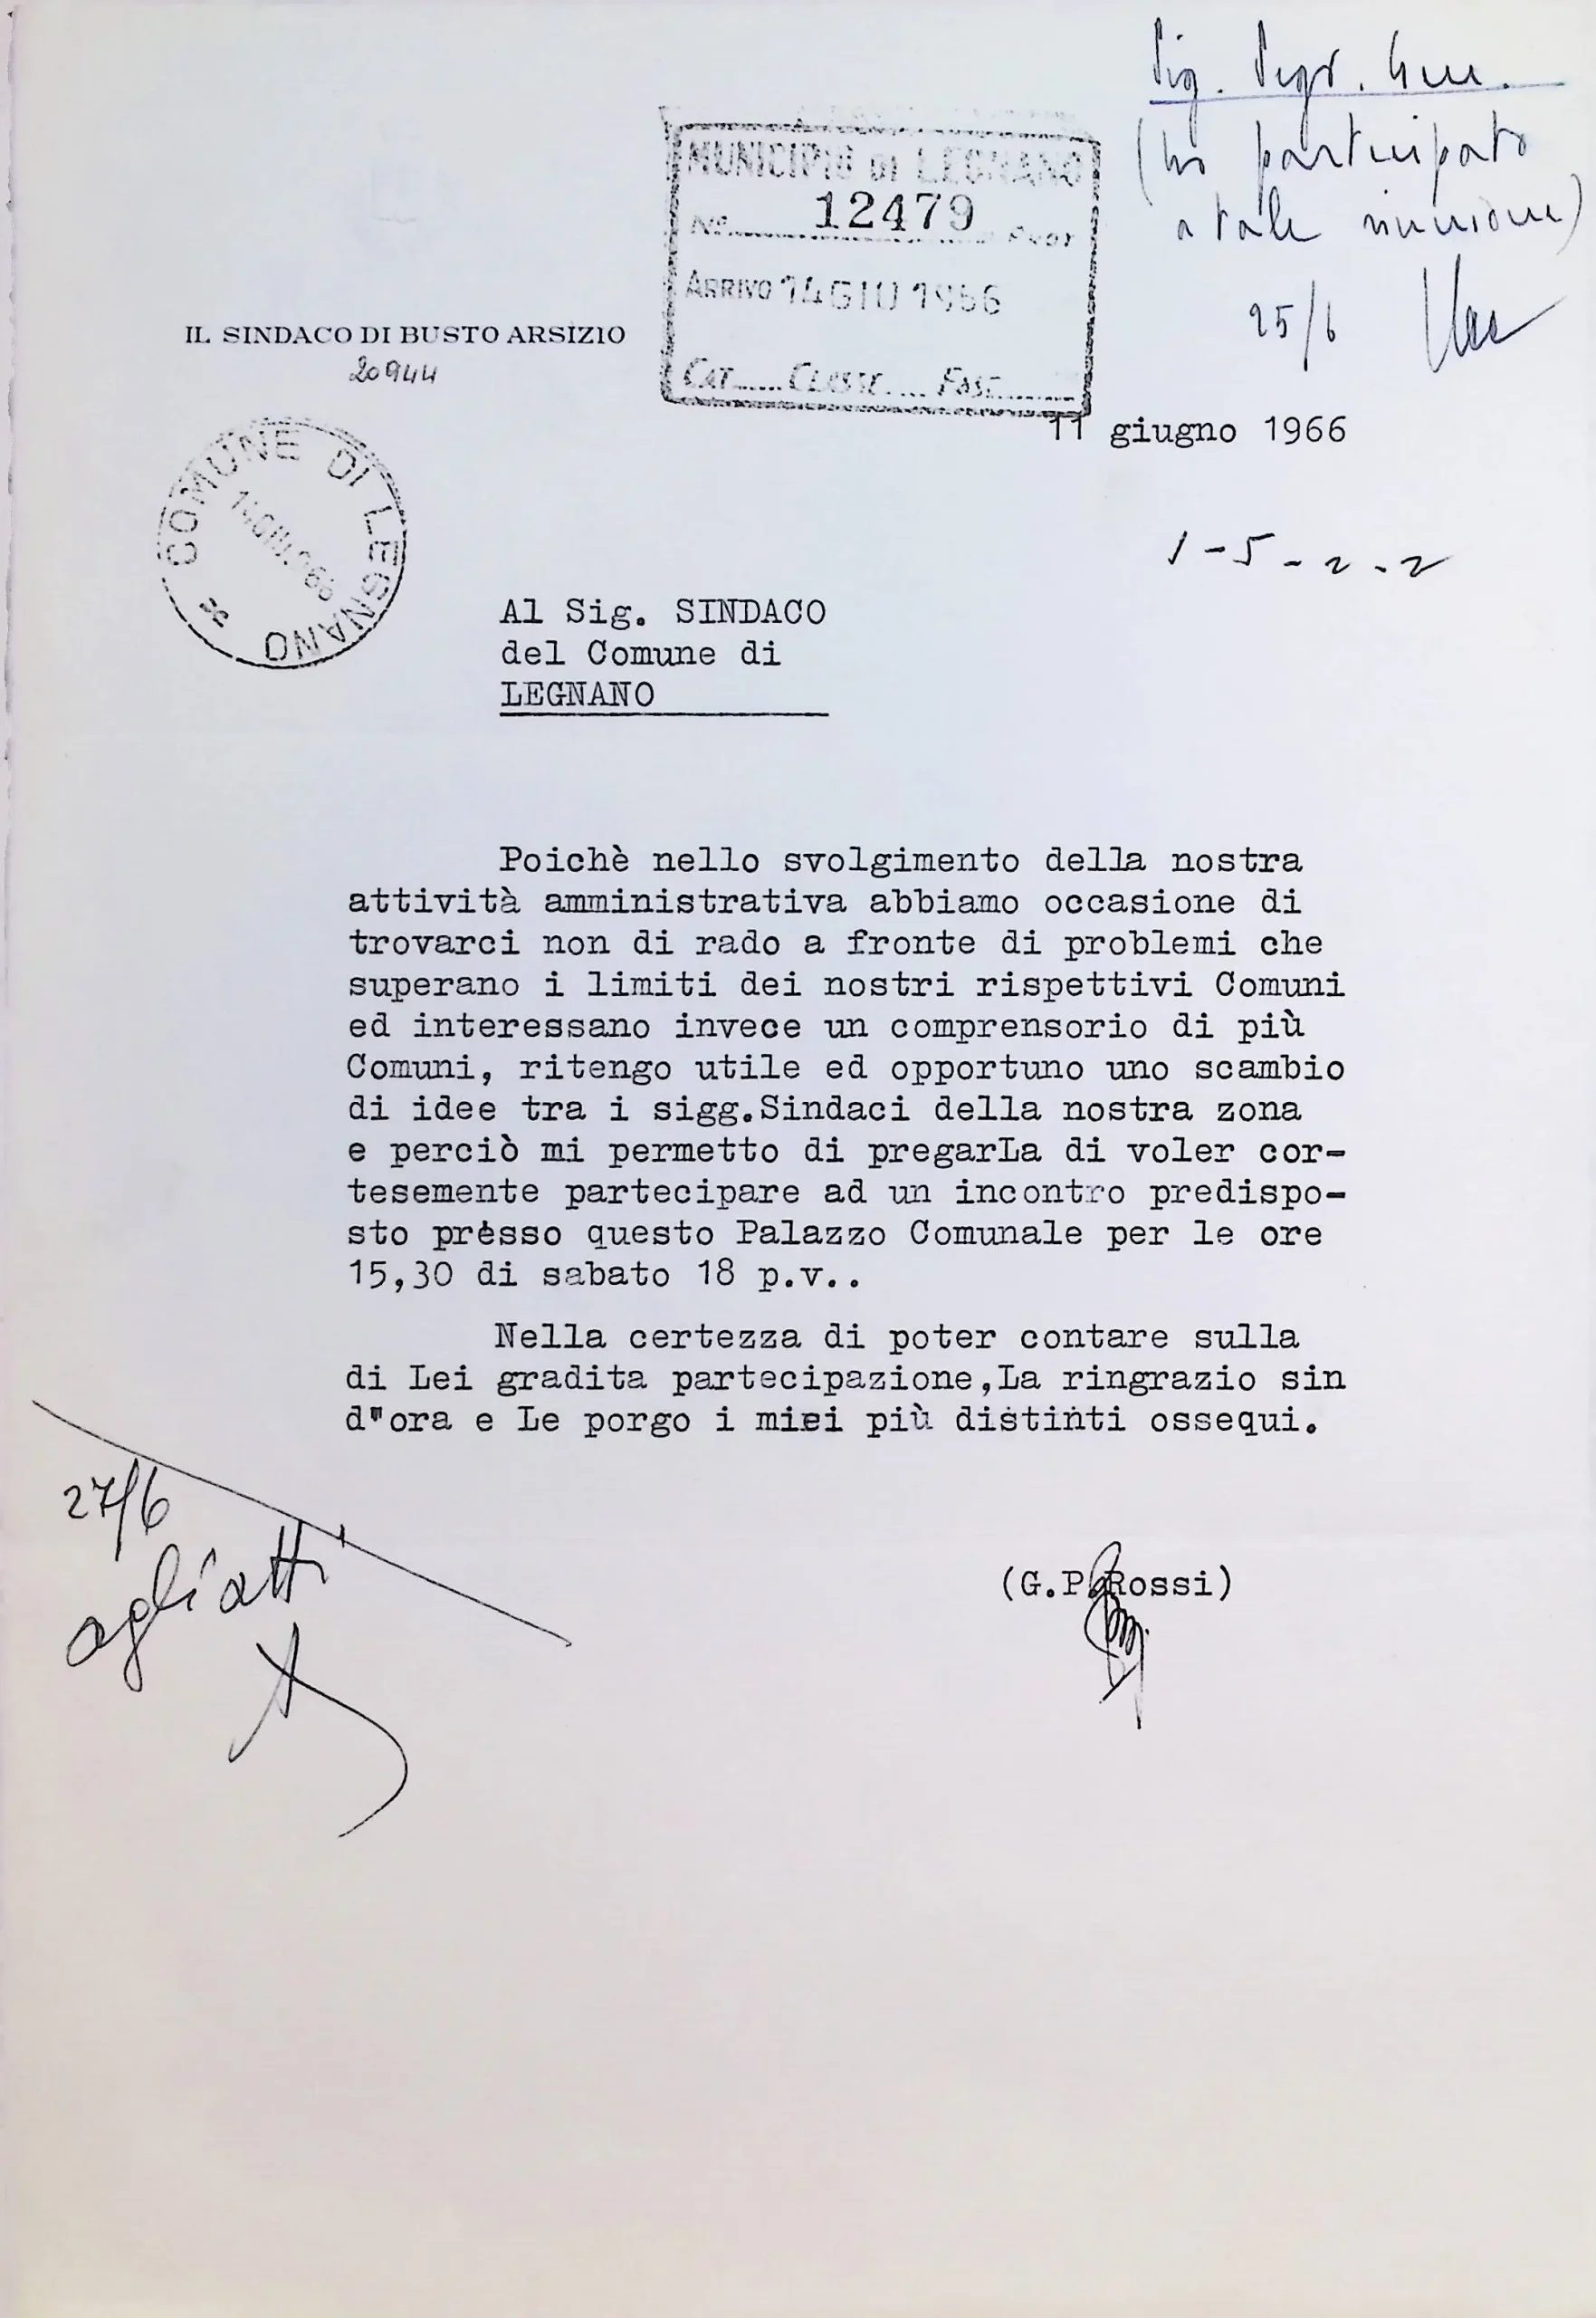 Sig. Segr. Gen.
(ho partecipato
a tale riunione)
25/6
MUNICIPIO DI LEGNANO
No. 12479 PROT
ARRIVO 14 GIU 1966
CAT...... CLASSE.... FASC.........
IL SINDACO DI BUSTO ARSIZIO
20944
11 giugno 1966
COMUNE DI LEGNANO
14 GIU. 966
1-5-2-2
Al Sig. SINDACO
del Comune di
LEGNANO
Poichè nello svolgimento della nostra
attività amministrativa abbiamo occasione di
trovarci non di rado a fronte di problemi che
superano i limiti dei nostri rispettivi Comuni
ed interessano invece un comprensorio di più
Comuni, ritengo utile ed opportuno uno scambio
di idee tra i sigg.Sindaci della nostra zona
e perciò mi permetto di pregarLa di voler cor-
tesemente partecipare ad un incontro predispo-
sto presso questo Palazzo Comunale per le ore
15,30 di sabato 18 p.v..
Nella certezza di poter contare sulla
di Lei gradita partecipazione,La ringrazio sin
d"ora e Le porgo i miei più distinti ossequi.
27/6
agli atti
(G.P.Rossi)